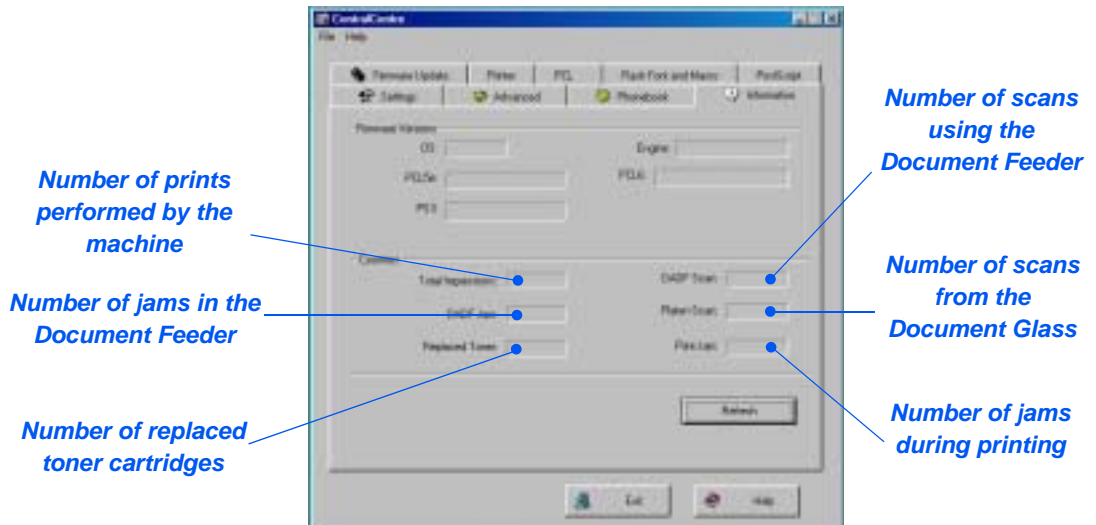 ControlCentre
File Help
Firmware Update Printer PCL Flash Font and Macro PostScript
Settings Advanced Phonebook Information
Firmware Version
OS Engine
PCL5e PCL6
PS3
Number of scans
using the
Document Feeder
Number of prints
performed by the
machine
Total Impressions DADF Scan
Number of jams in the
Document Feeder
DADF Jam Platen Scan
Number of scans
from the
Document Glass
Replaced Toner Print Jam
Number of replaced
toner cartridges
Refresh
Number of jams
during printing
Exit Help